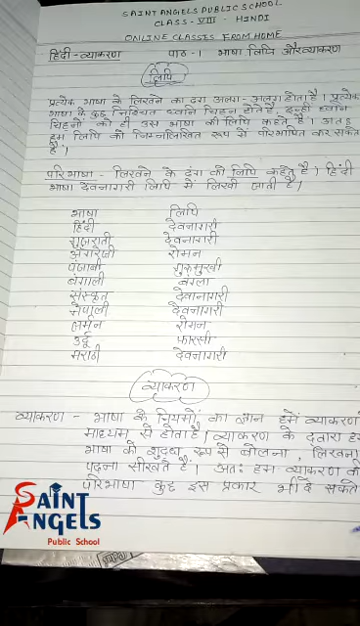 SAINT ANGELS PUBLIC SCHOOL
CLASS - VIII - HINDI
ONLINE CLASSES FROM HOME
हिंदी - व्याकरण पाठ - 1 भाषा लिपि और व्याकरण
लिपि
प्रत्येक भाषा के लिखने का ढंग अलग - अलग होता है। प्रत्येक
भाषा के कुछ निश्चित ध्वनि चिह्न होते हैं, इन्हीं ध्वनि
चिह्नों को ही उस भाषा की लिपि कहते हैं। अतः
हम लिपि को निम्नलिखित रूप से परिभाषित कर सकते
हैं।
परिभाषा - लिखने के ढंग को लिपि कहते हैं। हिंदी
भाषा देवनागरी लिपि में लिखी जाती है।
भाषा लिपि
हिंदी देवनागरी
गुजराती देवनागरी
अंग्रेजी रोमन
पंजाबी गुरुमुखी
बंगाली बंगला
संस्कृत देवनागरी
नेपाली देवनागरी
जर्मन रोमन
उर्दू फारसी
मराठी देवनागरी
व्याकरण
व्याकरण - भाषा के नियमों का ज्ञान हमें व्याकरण
माध्यम से होता है। व्याकरण के द्वारा
भाषा को शुद्ध रूप से बोलना, लिखना
पढ़ना सीखते हैं। अतः हम व्याकरण की
परिभाषा कुछ इस प्रकार भी दे सकते
SAINT
ANGELS
Public School